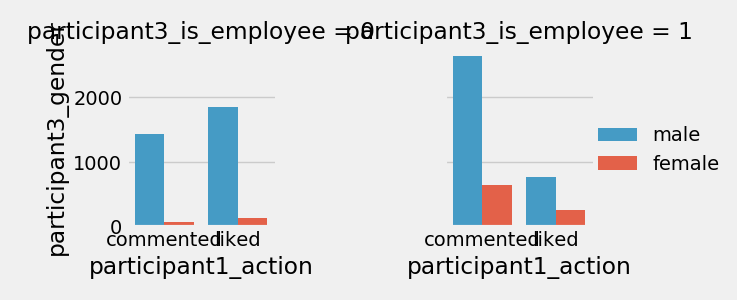 participant3_is_employee = 0
participant3_is_employee = 1
participant3_gender
2000
1000
0
commented
liked
commented
liked
participant1_action
participant1_action
male
female